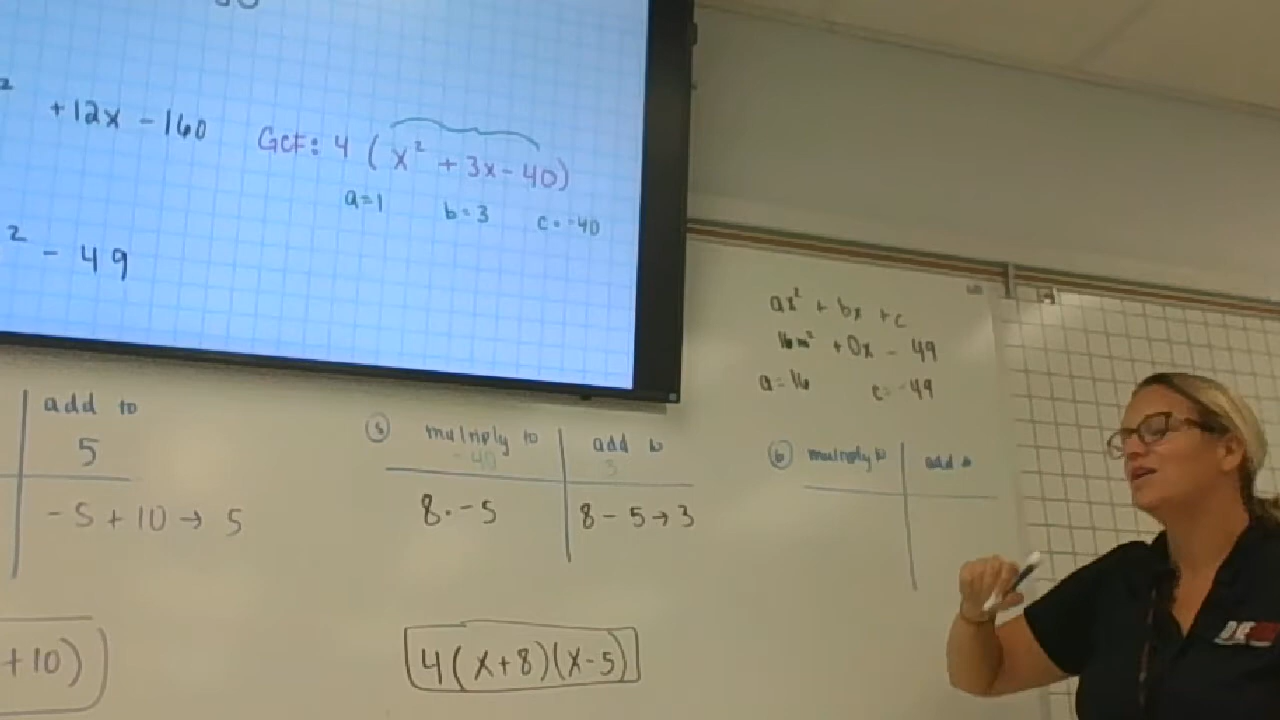 +12x - 160
GCF: 4 (x² + 3x - 40)
a=1 b=3 c=-40
² - 49
ax² + bx + c
16m² + 0x - 49
a=16 c=-49
add to
5
-5 + 10 → 5
+10)
⑤ multiply to add to
-40 3
8·-5 8-5→3
4(x+8)(x-5)
⑥ multiply to add to